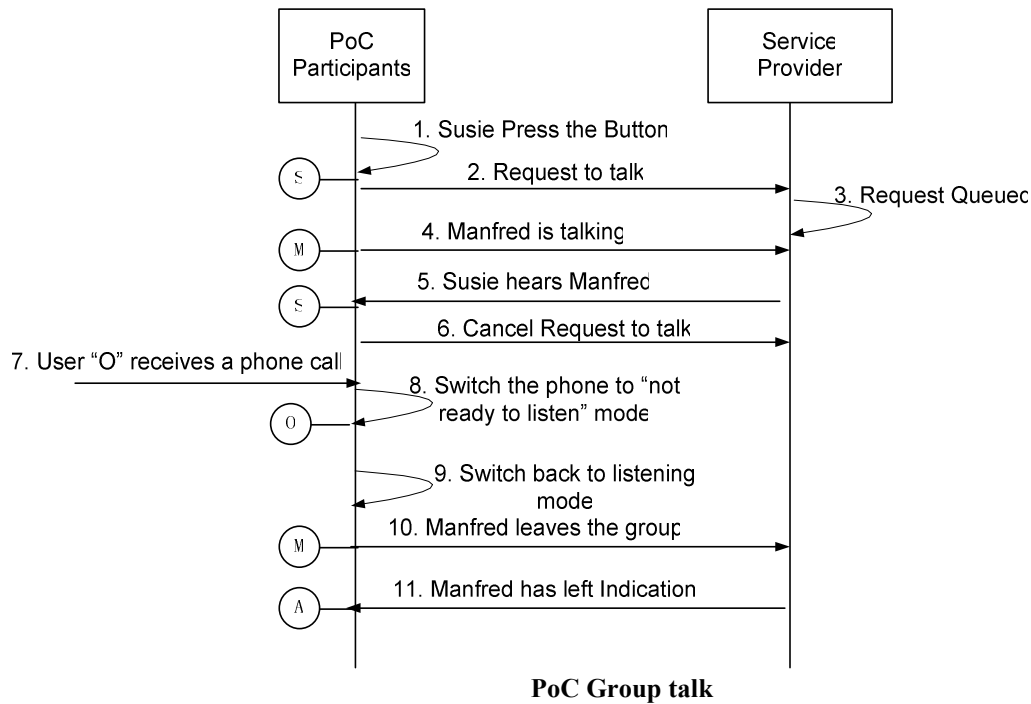 PoC
Participants
Service
Provider
1. Susie Press the Button
S
2. Request to talk
3. Request Queued
M
4. Manfred is talking
5. Susie hears Manfred
S
6. Cancel Request to talk
7. User “O” receives a phone call
8. Switch the phone to “not
ready to listen” mode
O
9. Switch back to listening
mode
10. Manfred leaves the group
M
11. Manfred has left Indication
A
PoC Group talk